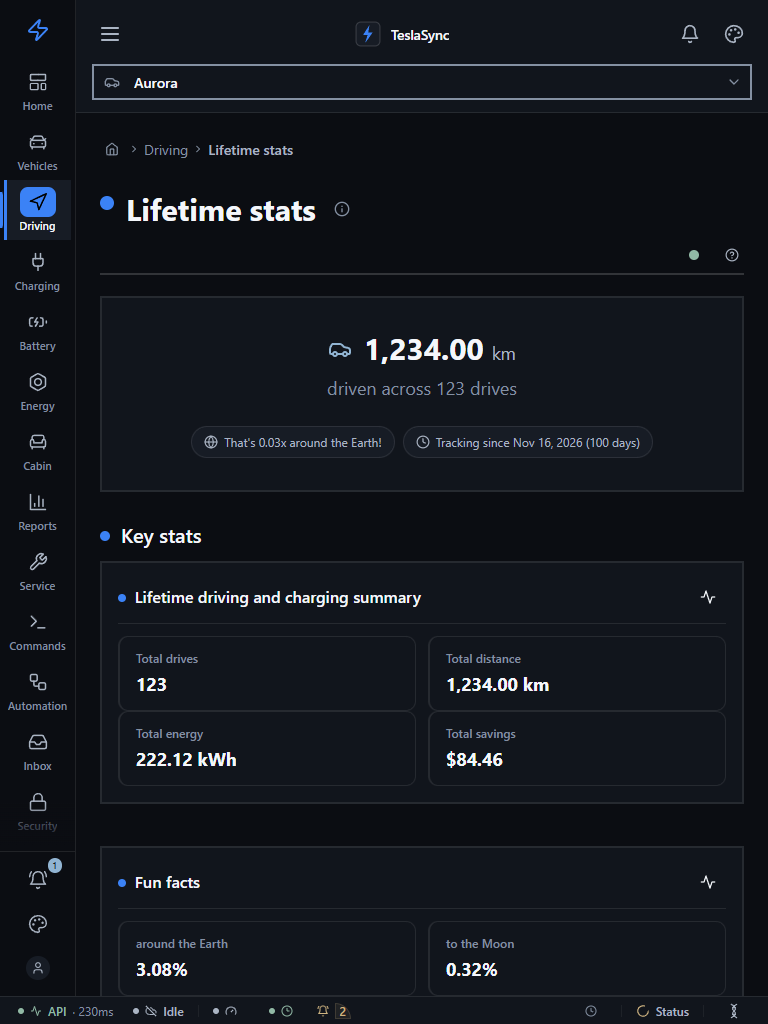 TeslaSync
Aurora
Home
Vehicles
Driving
Charging
Battery
Energy
Cabin
Reports
Service
Commands
Automation
Inbox
Security
1
Driving
Lifetime stats
Lifetime stats
1,234.00 km
driven across 123 drives
That's 0.03x around the Earth!
Tracking since Nov 16, 2026 (100 days)
Key stats
Lifetime driving and charging summary
Total drives
123
Total distance
1,234.00 km
Total energy
222.12 kWh
Total savings
$84.46
Fun facts
around the Earth
3.08%
to the Moon
0.32%
API · 230ms
Idle
2
Status